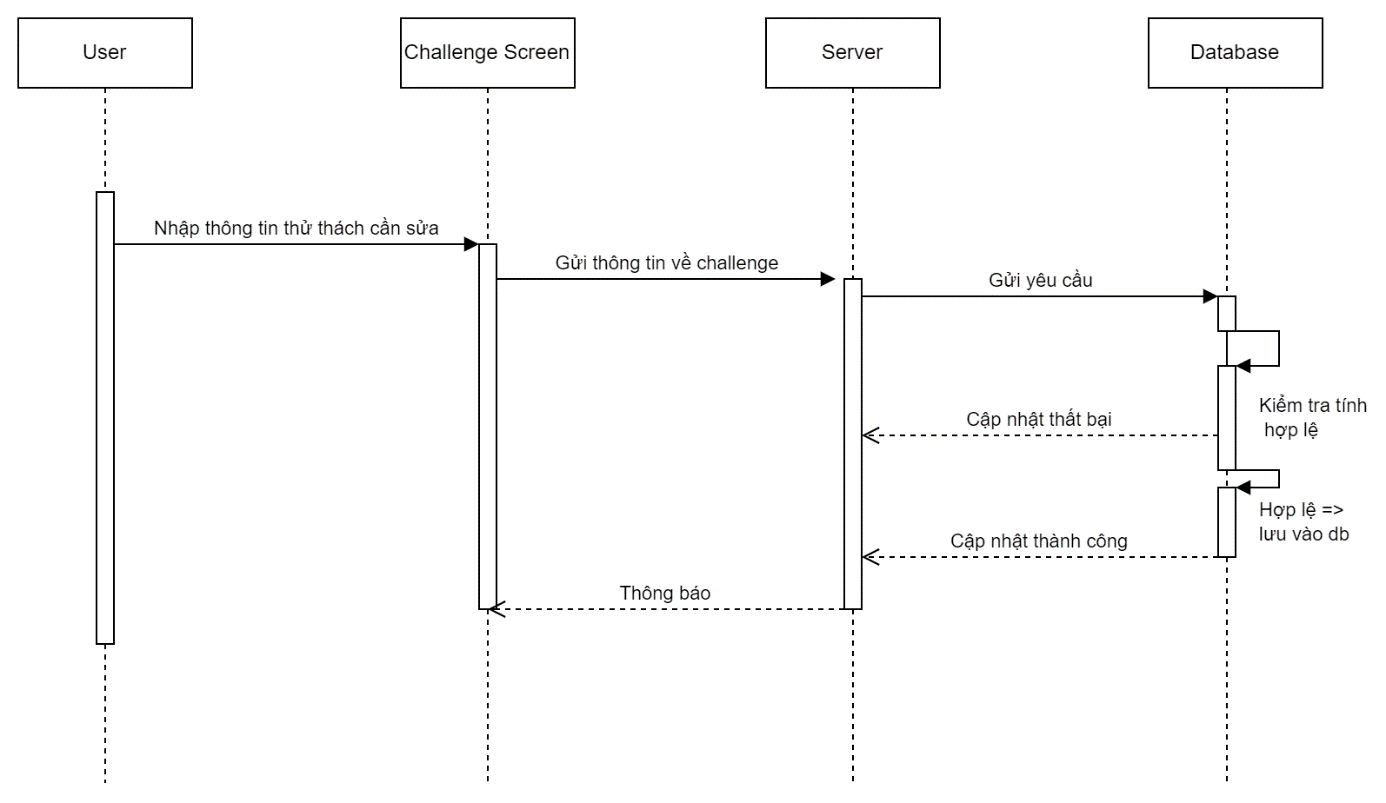 User
Challenge Screen
Server
Database
Nhập thông tin thử thách cần sửa
Gửi thông tin về challenge
Gửi yêu cầu
Kiểm tra tính
hợp lệ
Cập nhật thất bại
Hợp lệ =>
lưu vào db
Cập nhật thành công
Thông báo